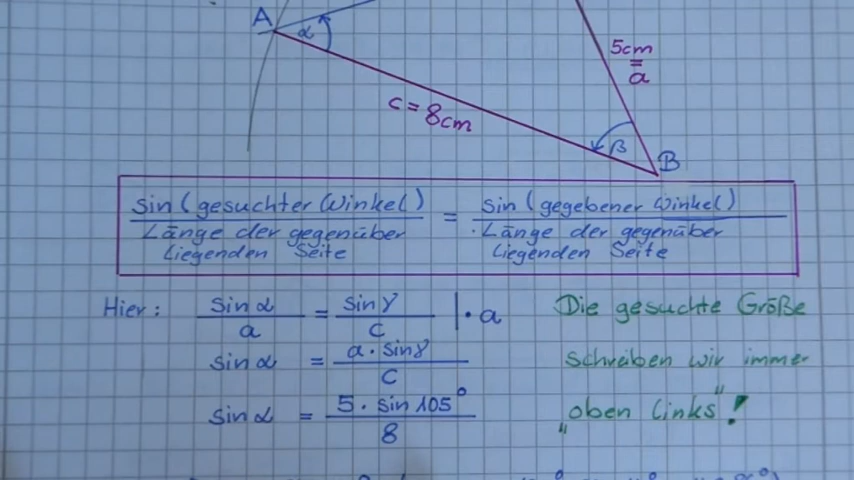 A
α
5cm
=
a
c = 8cm
β
B
sin (gesuchter Winkel) = sin (gegebener Winkel)
Länge der gegenüber Länge der gegenüber
liegenden Seite liegenden Seite
Hier: sin α / a = sin γ / c | · a Die gesuchte Größe
sin α = a · sin γ / c schreiben wir immer
sin α = 5 · sin 105° / 8 „oben links"!